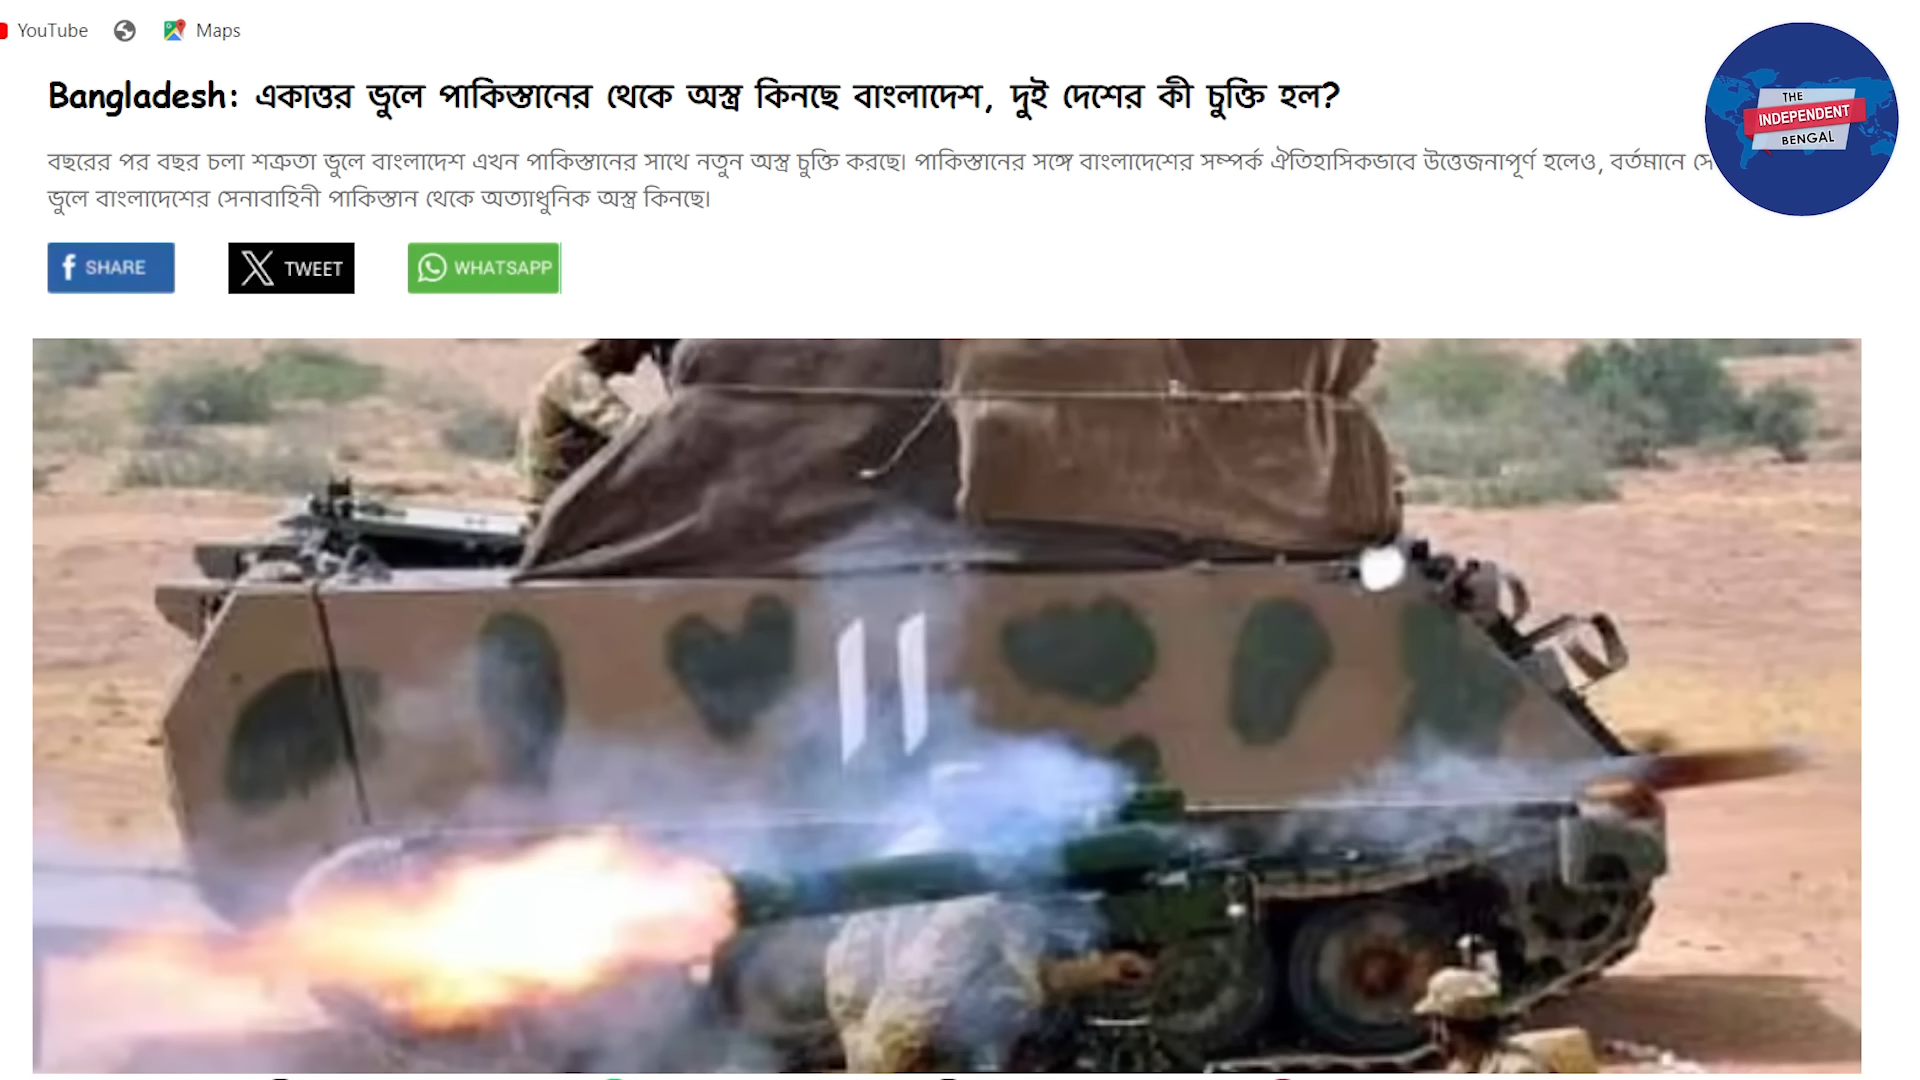 YouTube Maps
Bangladesh: একাত্তর ভুলে পাকিস্তানের থেকে অস্ত্র কিনছে বাংলাদেশ, দুই দেশের কী চুক্তি হল?
THE
INDEPENDENT
BENGAL
বছরের পর বছর চলা শত্রুতা ভুলে বাংলাদেশ এখন পাকিস্তানের সাথে নতুন অস্ত্র চুক্তি করছে। পাকিস্তানের সঙ্গে বাংলাদেশের সম্পর্ক ঐতিহাসিকভাবে উত্তেজনাপূর্ণ হলেও, বর্তমানে সে
ভুলে বাংলাদেশের সেনাবাহিনী পাকিস্তান থেকে অত্যাধুনিক অস্ত্র কিনছে।
f SHARE TWEET WHATSAPP
11